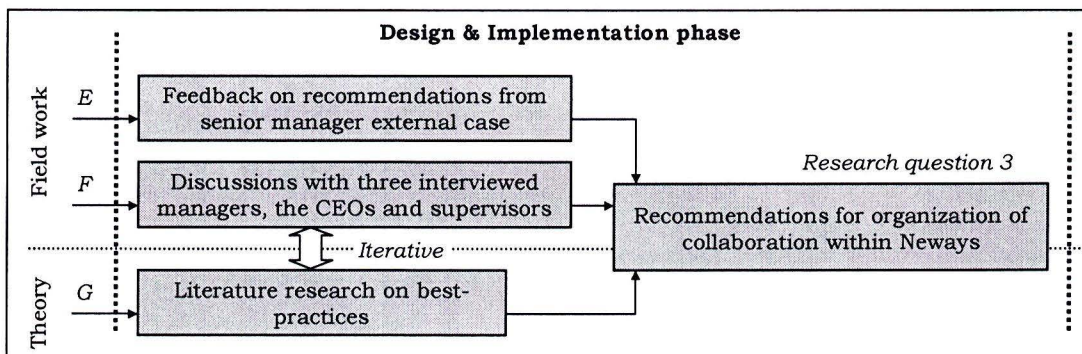 Design & Implementation phase
Field work
E
Feedback on recommendations from
senior manager external case
F
Discussions with three interviewed
managers, the CEOs and supervisors
Research question 3
Recommendations for organization of
collaboration within Neways
Iterative
Theory
G
Literature research on best-
practices